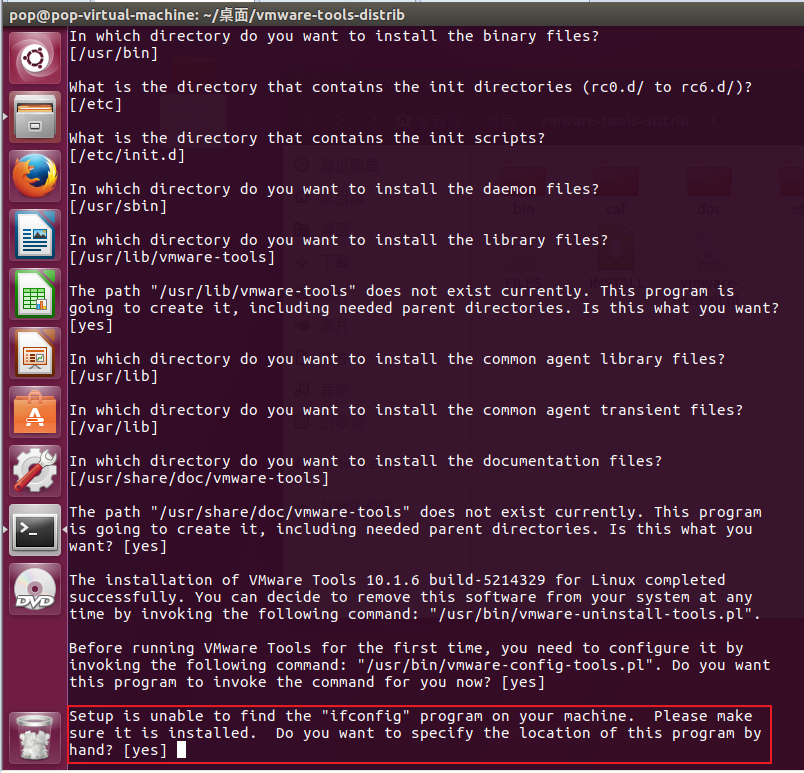 pop@pop-virtual-machine: ~/桌面/vmware-tools-distrib
In which directory do you want to install the binary files?
[/usr/bin]
What is the directory that contains the init directories (rc0.d/ to rc6.d/)?
[/etc]
What is the directory that contains the init scripts?
[/etc/init.d]
In which directory do you want to install the daemon files?
[/usr/sbin]
In which directory do you want to install the library files?
[/usr/lib/vmware-tools]
The path "/usr/lib/vmware-tools" does not exist currently. This program is
going to create it, including needed parent directories. Is this what you want?
[yes]
In which directory do you want to install the common agent library files?
[/usr/lib]
In which directory do you want to install the common agent transient files?
[/var/lib]
In which directory do you want to install the documentation files?
[/usr/share/doc/vmware-tools]
The path "/usr/share/doc/vmware-tools" does not exist currently. This program
is going to create it, including needed parent directories. Is this what you
want? [yes]
The installation of VMware Tools 10.1.6 build-5214329 for Linux completed
successfully. You can decide to remove this software from your system at any
time by invoking the following command: "/usr/bin/vmware-uninstall-tools.pl".
Before running VMware Tools for the first time, you need to configure it by
invoking the following command: "/usr/bin/vmware-config-tools.pl". Do you want
this program to invoke the command for you now? [yes]
Setup is unable to find the "ifconfig" program on your machine.  Please make
sure it is installed.  Do you want to specify the location of this program by
hand? [yes]
vmware-tools-distrib
bin
caf
doc
DVD